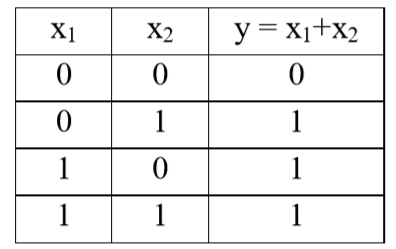 x₁ x₂ y = x₁+x₂
0 0 0
0 1 1
1 0 1
1 1 1